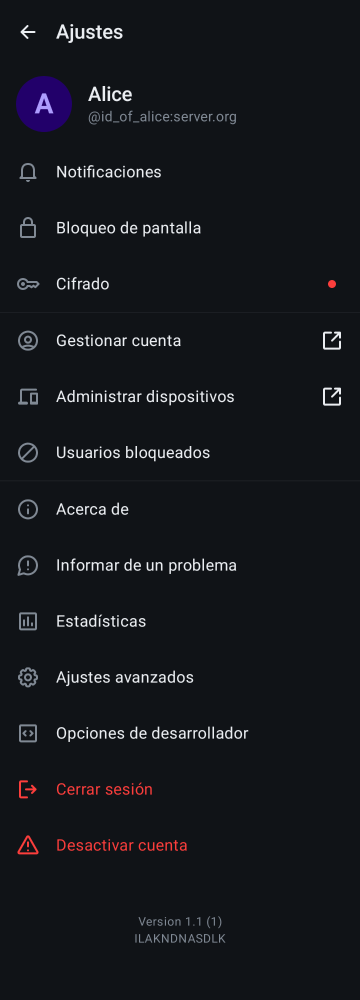 Ajustes
A
Alice
@id_of_alice:server.org
Notificaciones
Bloqueo de pantalla
Cifrado
Gestionar cuenta
Administrar dispositivos
Usuarios bloqueados
Acerca de
Informar de un problema
Estadísticas
Ajustes avanzados
Opciones de desarrollador
Cerrar sesión
Desactivar cuenta
Version 1.1 (1)
ILAKNDNASDLK